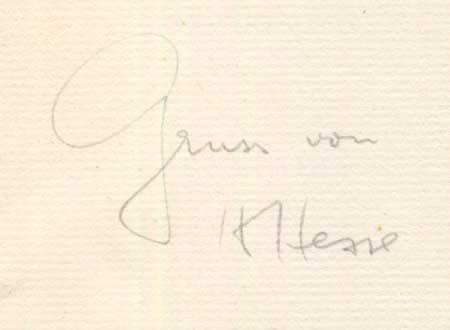 Gruss von
H Hesse